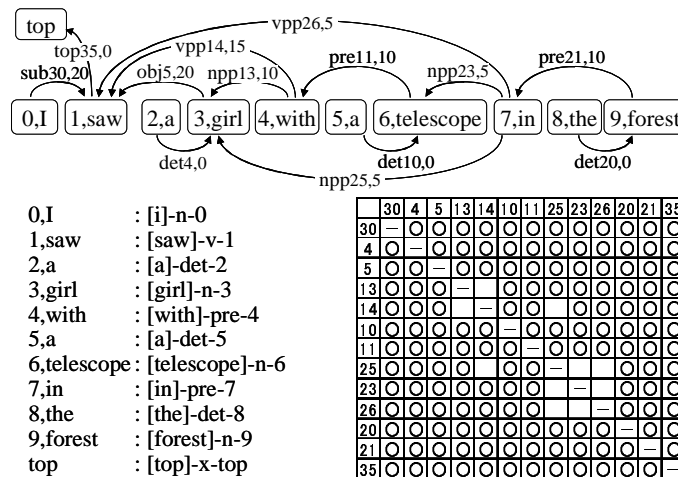 top
vpp26,5
top35,0
vpp14,15
sub30,20
obj5,20
npp13,10
pre11,10
npp23,5
pre21,10
0,I 1,saw 2,a 3,girl 4,with 5,a 6,telescope 7,in 8,the 9,forest
det4,0
det10,0
det20,0
npp25,5
0,I : [i]-n-0
1,saw : [saw]-v-1
2,a : [a]-det-2
3,girl : [girl]-n-3
4,with : [with]-pre-4
5,a : [a]-det-5
6,telescope : [telescope]-n-6
7,in : [in]-pre-7
8,the : [the]-det-8
9,forest : [forest]-n-9
top : [top]-x-top
30 4 5 13 14 10 11 25 23 26 20 21 35
30 – ○ ○ ○ ○ ○ ○ ○ ○ ○ ○ ○ ○
4 ○ – ○ ○ ○ ○ ○ ○ ○ ○ ○ ○ ○
5 ○ ○ – ○ ○ ○ ○ ○ ○ ○ ○ ○ ○
13 ○ ○ ○ – ○ ○ ○ ○ ○ ○ ○ ○
14 ○ ○ ○ – ○ ○ ○ ○ ○ ○ ○
10 ○ ○ ○ ○ ○ – ○ ○ ○ ○ ○ ○ ○
11 ○ ○ ○ ○ ○ ○ – ○ ○ ○ ○ ○ ○
25 ○ ○ ○ ○ ○ ○ – ○ ○ ○
23 ○ ○ ○ ○ ○ ○ ○ – ○ ○ ○
26 ○ ○ ○ ○ ○ ○ ○ – ○ ○ ○
20 ○ ○ ○ ○ ○ ○ ○ ○ ○ ○ – ○ ○
21 ○ ○ ○ ○ ○ ○ ○ ○ ○ ○ ○ – ○
35 ○ ○ ○ ○ ○ ○ ○ ○ ○ ○ ○ ○ –